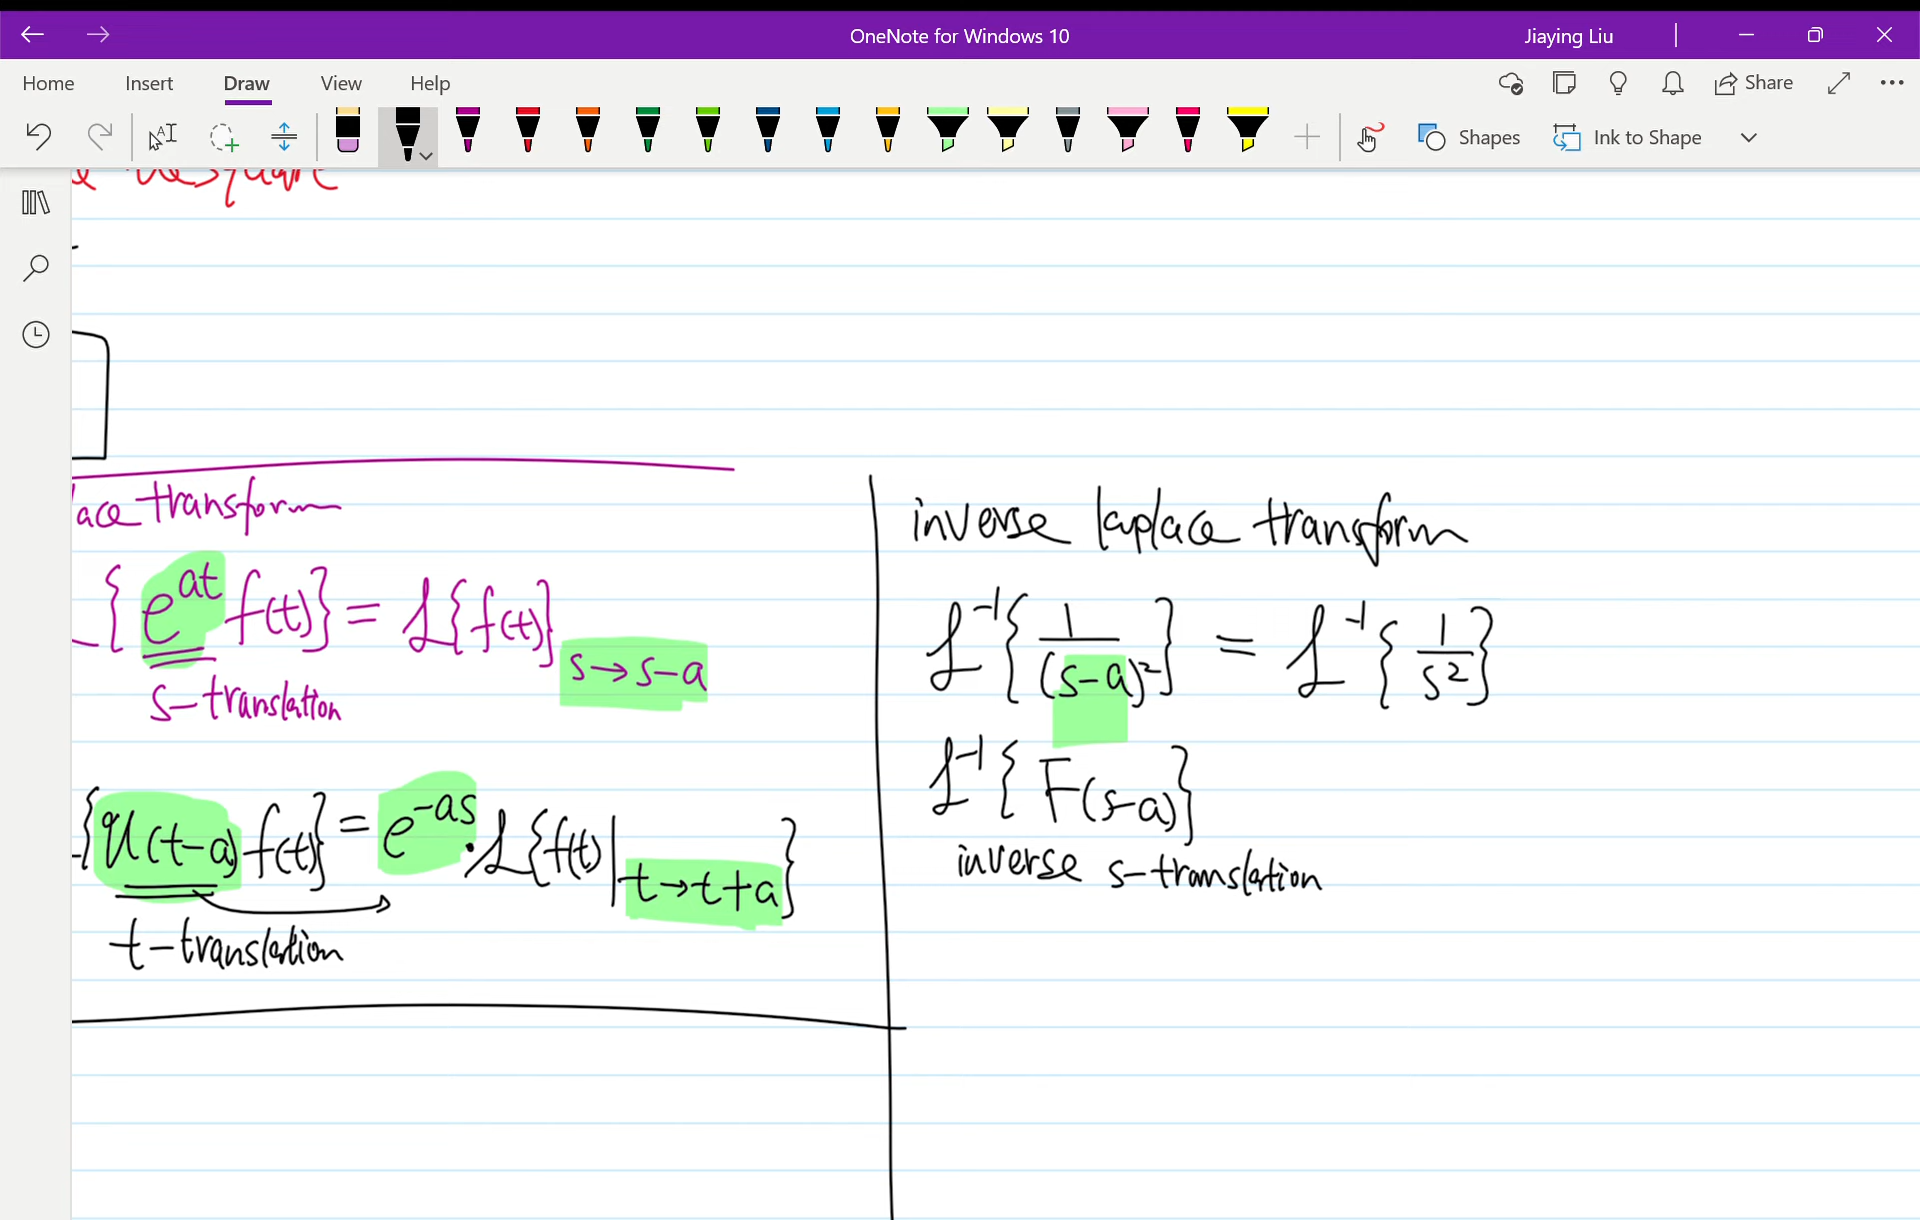 OneNote for Windows 10
Jiaying Liu
Home Insert Draw View Help
Share
Shapes Ink to Shape
square
ace transform
{e^{at} f(t)} = ℒ{f(t)} s→s-a
s-translation
{𝒰(t-a) f(t)} = e^{-as} · ℒ{f(t)| t→t+a}
t-translation
inverse laplace transform
ℒ^{-1}{1/(s-a)^2} = ℒ^{-1}{1/s^2}
ℒ^{-1}{F(s-a)}
inverse s-translation